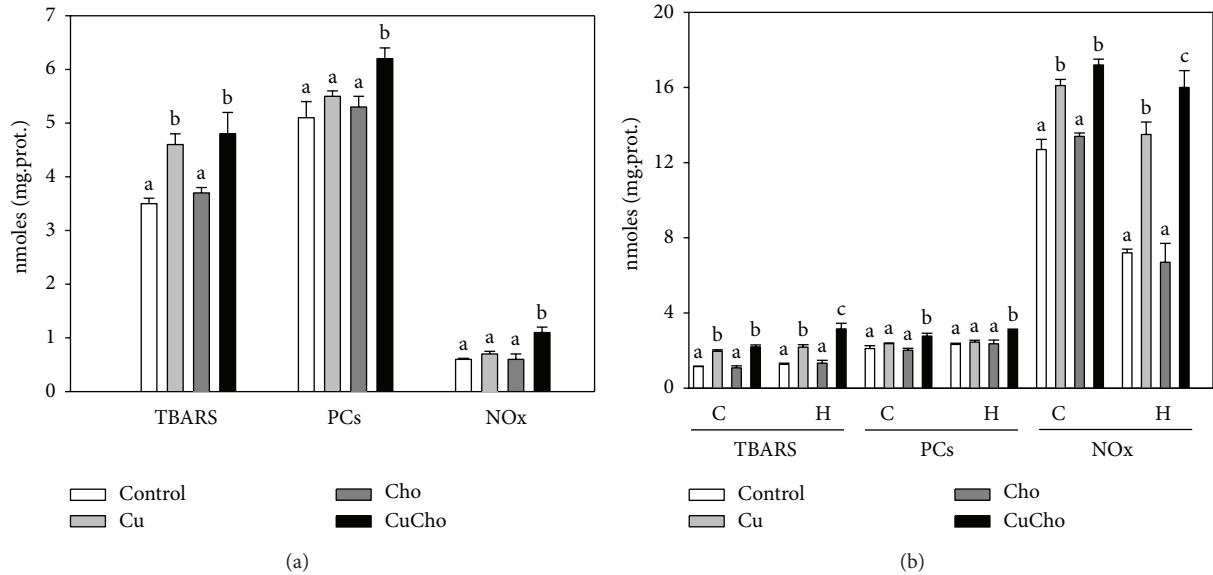 7
6
5
4
3
2
1
0
nmoles (mg.prot.)
a b a b
a a a b
a a a b
TBARS PCs NOx
Control Cho
Cu CuCho
(a)
20
16
12
8
4
0
nmoles (mg.prot.)
a b a b a b a c
a a a b a a a b
a b a b a b a c
C H C H C H
TBARS PCs NOx
Control Cho
Cu CuCho
(b)